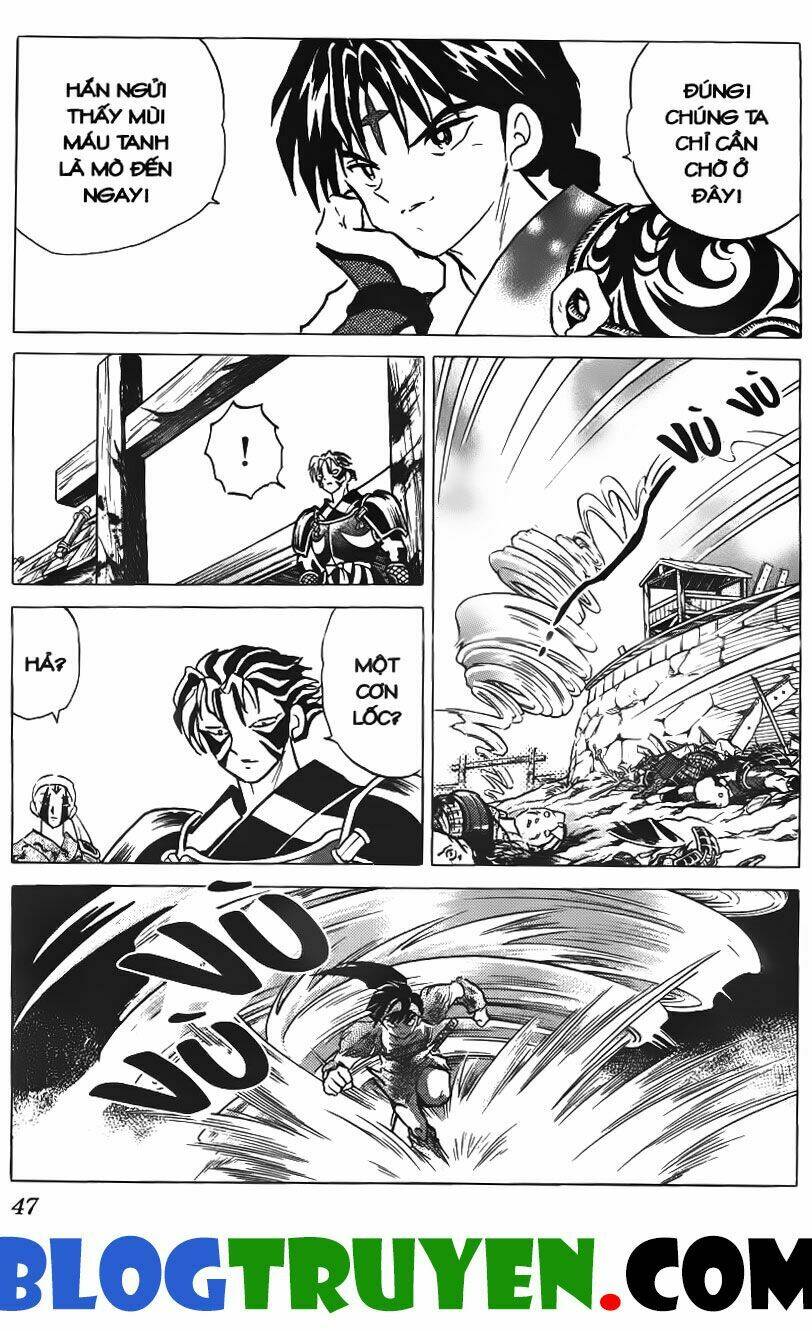 ĐÚNG!
CHÚNG TA
CHỈ CẦN
CHỜ Ở
ĐÂY!
HẮN NGỬI
THẤY MÙI
MÁU TANH
LÀ MÒ ĐẾN
NGAY!
VÙ VÙ
!
MỘT
CƠN
LỐC?
HẢ?
VÙ
VÙ
47
BLOGTRUYEN.COM